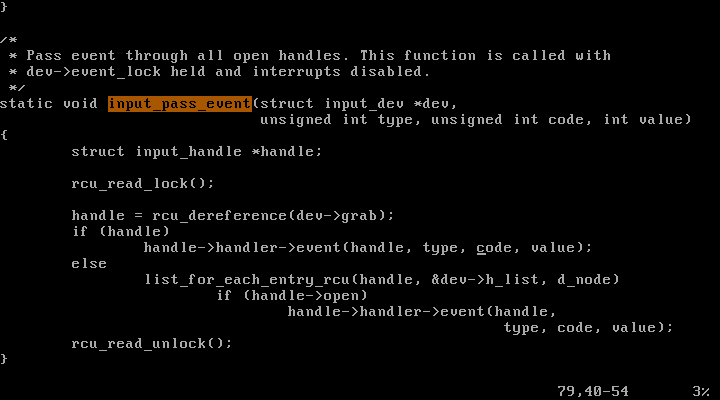 }

/*
 * Pass event through all open handles. This function is called with
 * dev->event_lock held and interrupts disabled.
 */
static void input_pass_event(struct input_dev *dev,
                             unsigned int type, unsigned int code, int value)
{
        struct input_handle *handle;

        rcu_read_lock();

        handle = rcu_dereference(dev->grab);
        if (handle)
                handle->handler->event(handle, type, code, value);
        else
                list_for_each_entry_rcu(handle, &dev->h_list, d_node)
                        if (handle->open)
                                handle->handler->event(handle,
                                                        type, code, value);
        rcu_read_unlock();
}
79,40-54 3%